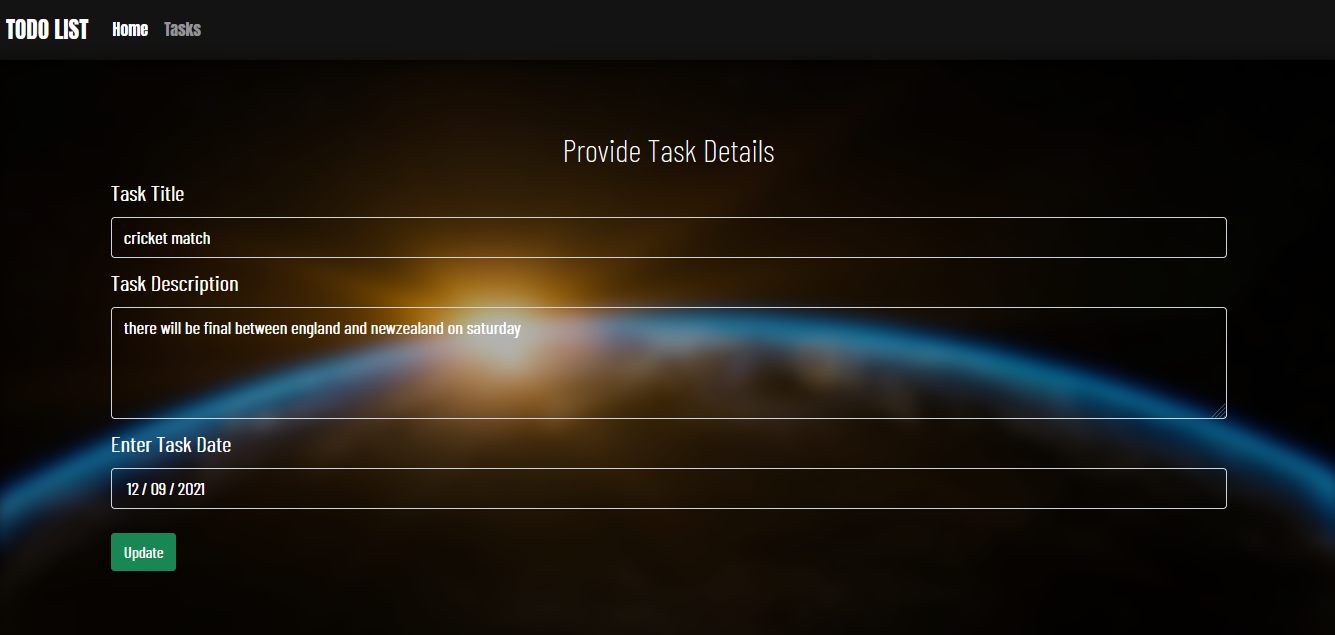 TODO LIST Home Tasks
Provide Task Details
Task Title
cricket match
Task Description
there will be final between england and newzealand on saturday
Enter Task Date
12 / 09 / 2021
Update